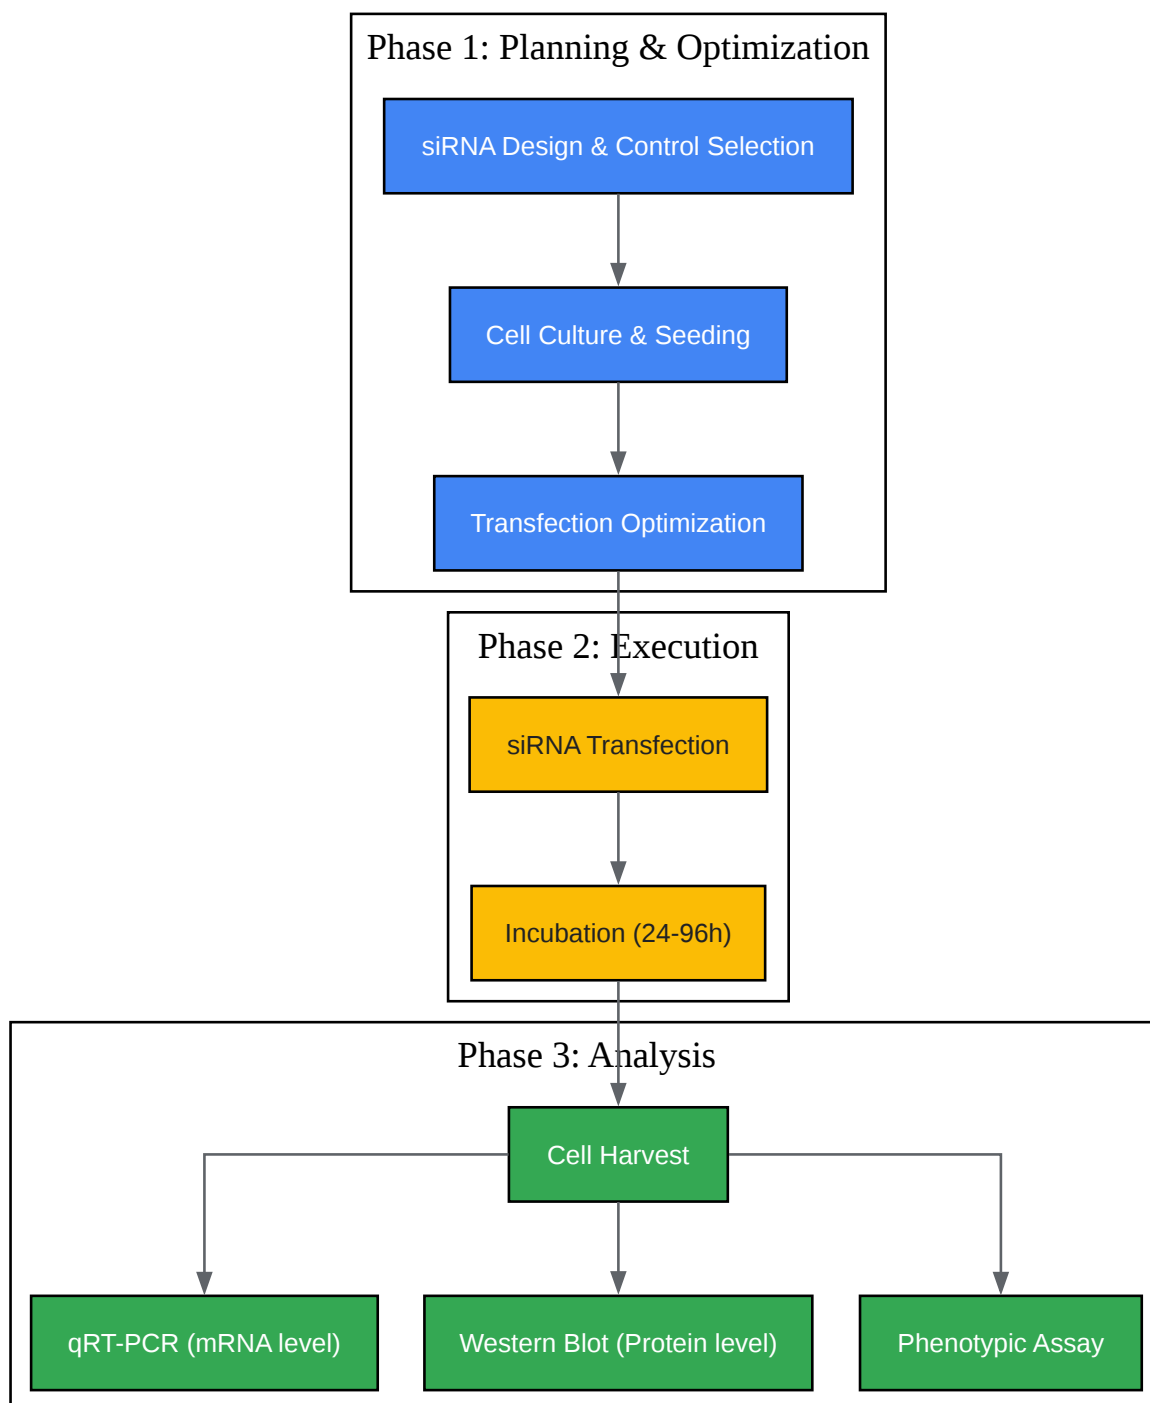 Phase 1: Planning & Optimization
siRNA Design & Control Selection
Cell Culture & Seeding
Transfection Optimization
Phase 2: Execution
siRNA Transfection
Incubation (24-96h)
Phase 3: Analysis
Cell Harvest
qRT-PCR (mRNA level)
Western Blot (Protein level)
Phenotypic Assay